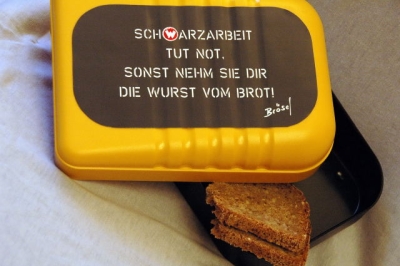 SCHWARZARBEIT
TUT NOT.
SONST NEHM SIE DIR
DIE WURST VOM BROT!
Brösel